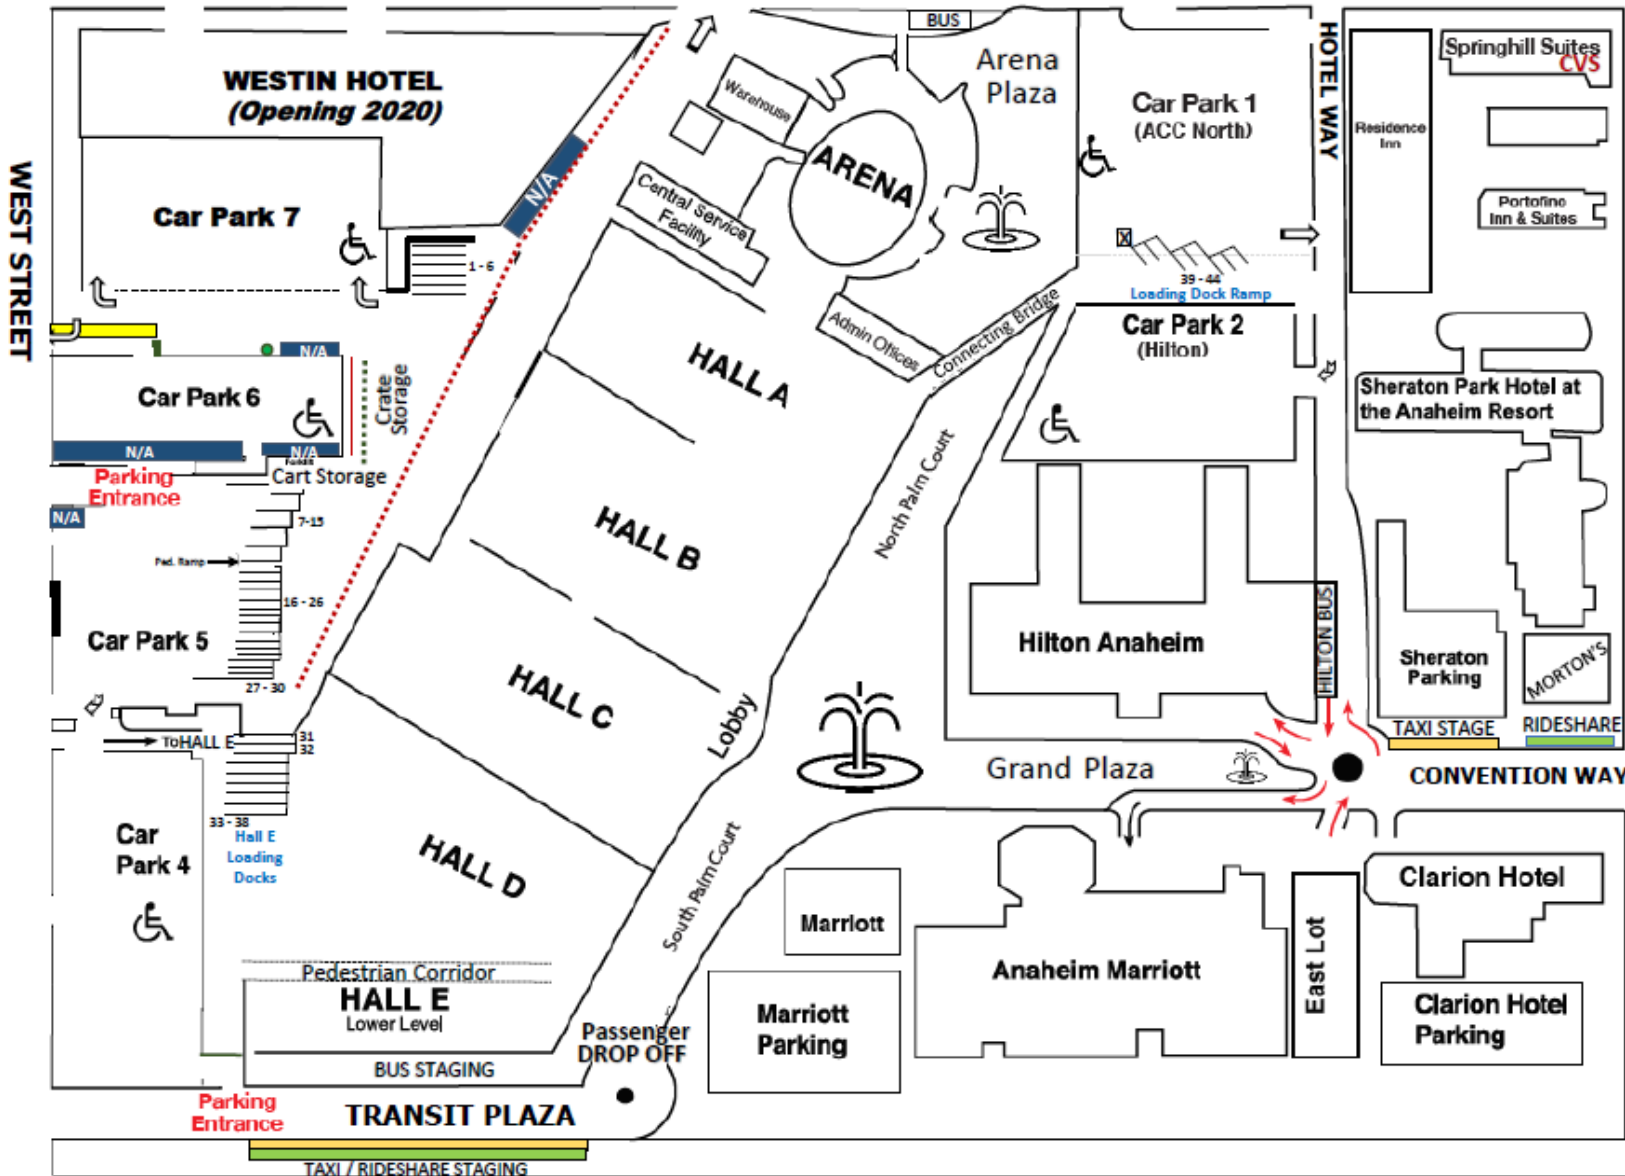 BUS
WESTIN HOTEL
(Opening 2020)
Arena
Plaza
Car Park 1
(ACC North)
HOTEL WAY
Springhill Suites
CVS
Warehouse
Residence
Inn
ARENA
N/A
WEST STREET
Car Park 7
Central Service
Facility
Portofino
Inn & Suites
1 - 6
X
39 - 44
Loading Dock Ramp
Admin Offices
Connecting Bridge
Car Park 2
(Hilton)
N/A
HALL A
Car Park 6
Crate
Storage
Sheraton Park Hotel at
the Anaheim Resort
N/A
N/A
Forklift
Parking
Entrance
Cart Storage
North Palm Court
N/A
7-15
HALL B
Ped. Ramp
16 - 26
Car Park 5
27 - 30
Hilton Anaheim
HILTON BUS
Sheraton
Parking
MORTON'S
HALL C
Lobby
TAXI STAGE
RIDESHARE
To HALL E
31
32
Grand Plaza
CONVENTION WAY
33 - 38
Hall E
Loading
Docks
Car
Park 4
HALL D
South Palm Court
Marriott
Clarion Hotel
Anaheim Marriott
East Lot
Pedestrian Corridor
HALL E
Lower Level
Passenger
DROP OFF
Marriott
Parking
Clarion Hotel
Parking
BUS STAGING
Parking
Entrance
TRANSIT PLAZA
TAXI / RIDESHARE STAGING